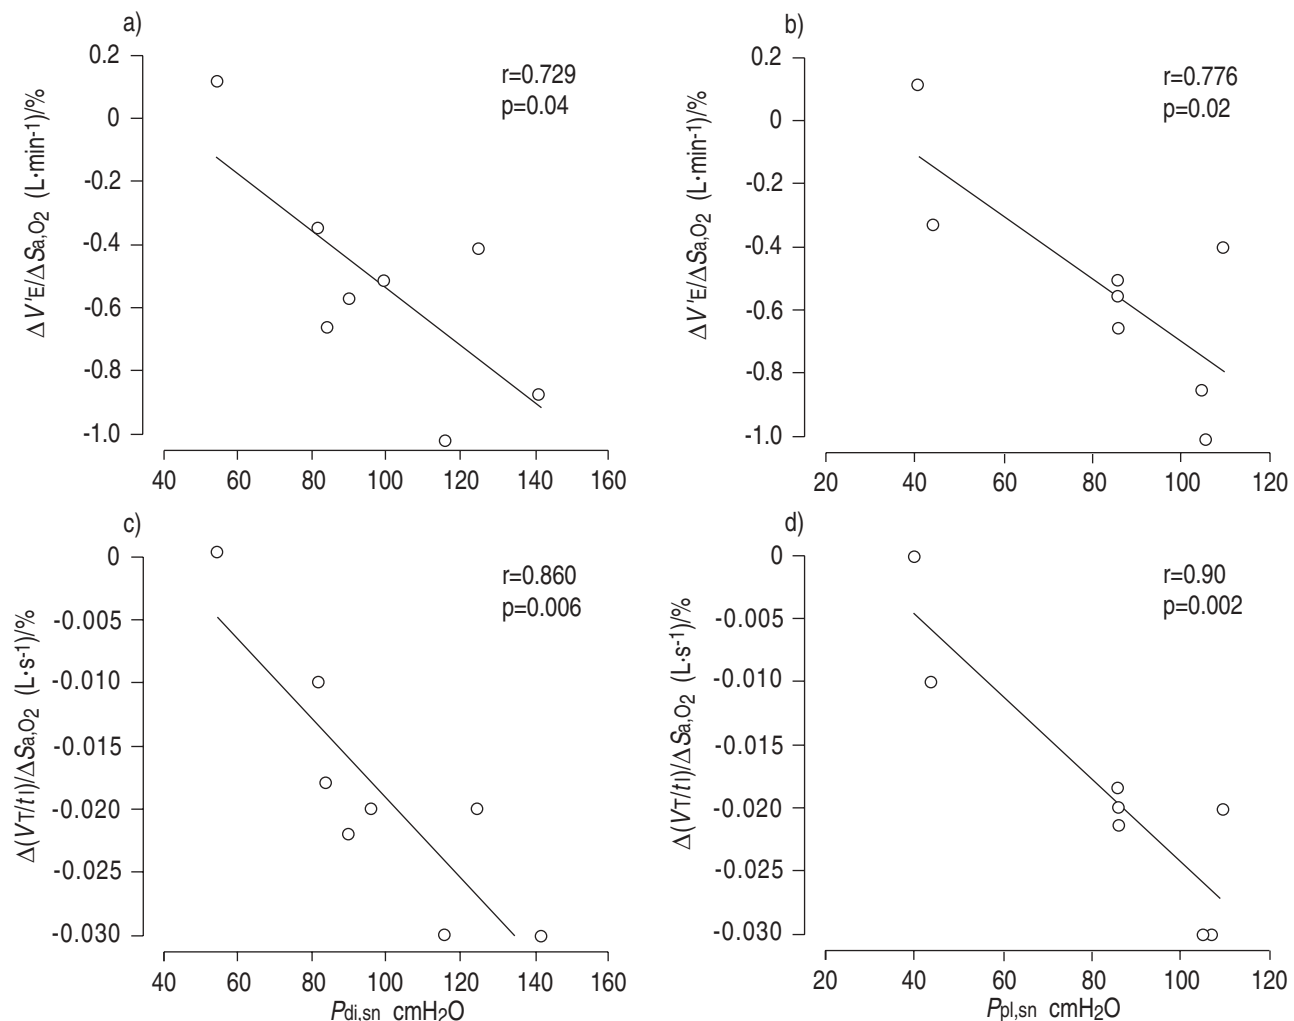 a)
r=0.729
p=0.04
ΔV'E/ΔSa,O2 (L·min-1)/%
0.2
0
-0.2
-0.4
-0.6
-0.8
-1.0
40 60 80 100 120 140 160
b)
r=0.776
p=0.02
ΔV'E/ΔSa,O2 (L·min-1)/%
0.2
0
-0.2
-0.4
-0.6
-0.8
-1.0
20 40 60 80 100 120
c)
r=0.860
p=0.006
Δ(VT/tI)/ΔSa,O2 (L·s-1)/%
0
-0.005
-0.010
-0.015
-0.020
-0.025
-0.030
40 60 80 100 120 140 160
Pdi,sn cmH2O
d)
r=0.90
p=0.002
Δ(VT/tI)/ΔSa,O2 (L·s-1)/%
0
-0.005
-0.010
-0.015
-0.020
-0.025
-0.030
20 40 60 80 100 120
Ppl,sn cmH2O